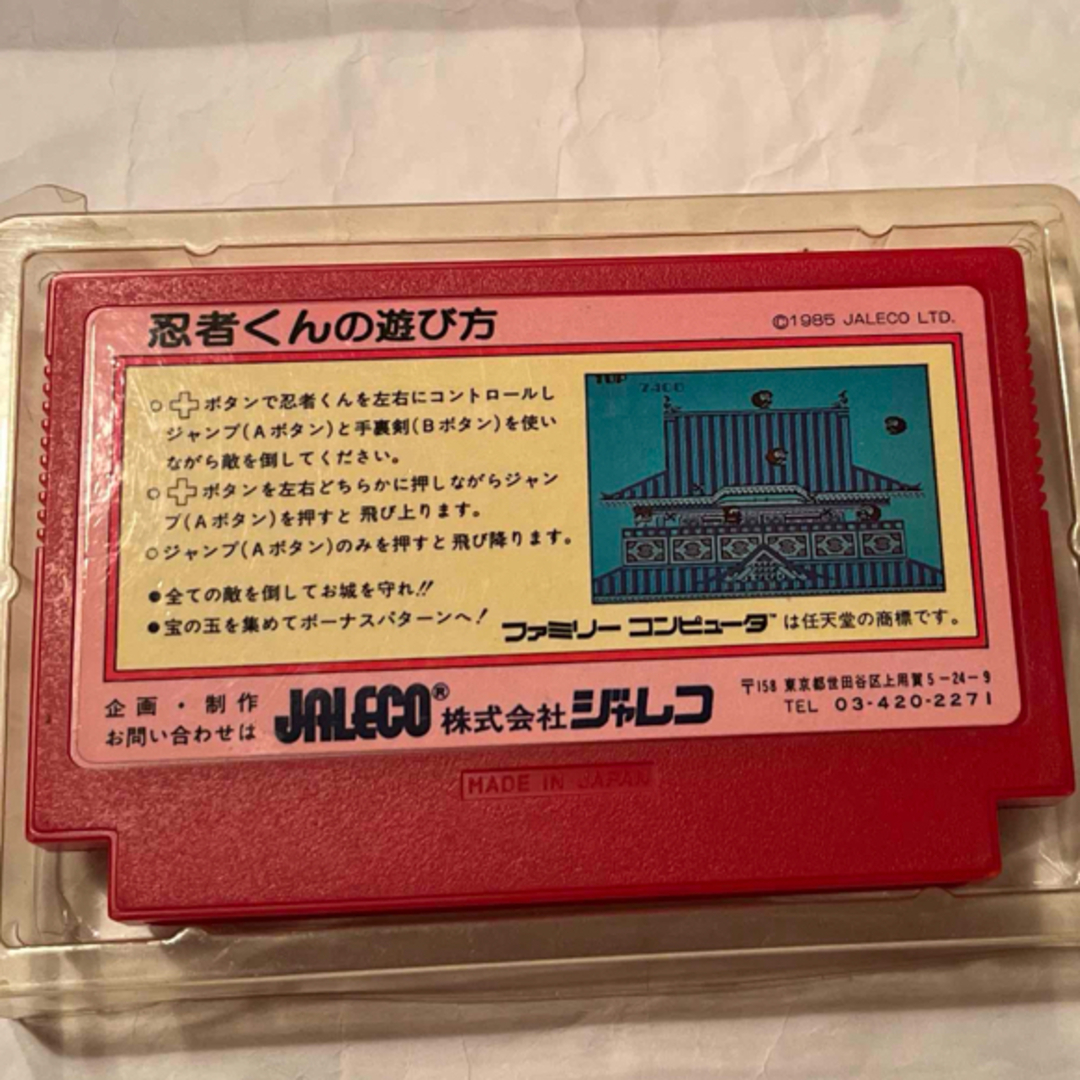 忍者くんの遊び方
©1985 JALECO LTD.
○ボタンで忍者くんを左右にコントロールし
ジャンプ(Aボタン)と手裏剣(Bボタン)を使い
ながら敵を倒してください。
○ボタンを左右どちらかに押しながらジャン
プ(Aボタン)を押すと 飛び上ります。
○ジャンプ(Aボタン)のみを押すと 飛び降ります。
●全ての敵を倒してお城を守れ!!
●宝の玉を集めてボーナスパターンへ!
2400
ファミリーコンピュータ™は任天堂の商標です。
企画・制作
お問い合わせは
JALECO® 株式会社ジャレコ
〒158 東京都世田谷区上用賀5-24-9
TEL 03-420-2271
MADE IN JAPAN